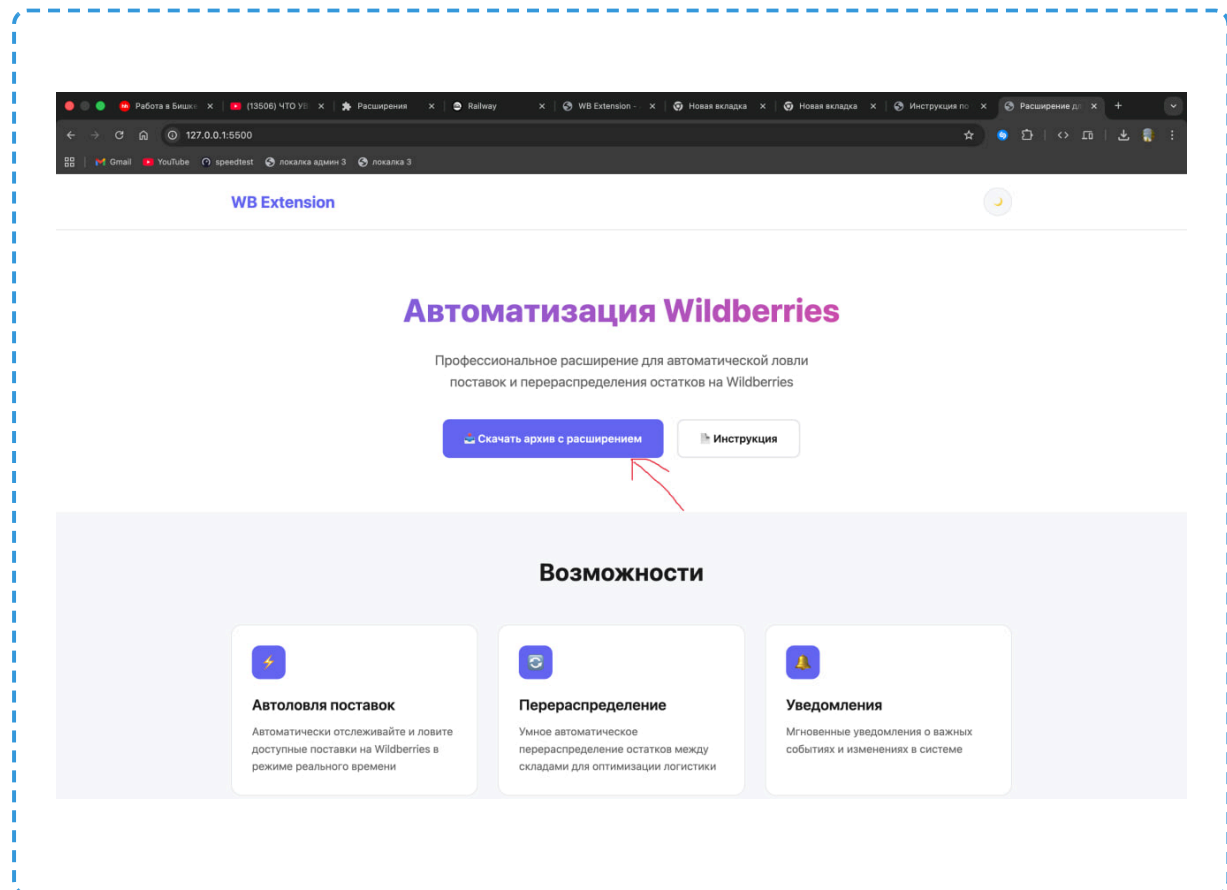 Работа в Бишке
(13506) ЧТО УВ
Расширения
Railway
WB Extension -
Новая вкладка
Новая вкладка
Инструкция по
Расширение дл
127.0.0.1:5500
Gmail
YouTube
speedtest
локалка админ 3
локалка 3
WB Extension
Автоматизация Wildberries
Профессиональное расширение для автоматической ловли
поставок и перераспределения остатков на Wildberries
Скачать архив с расширением
Инструкция
Возможности
Автоловля поставок
Автоматически отслеживайте и ловите
доступные поставки на Wildberries в
режиме реального времени
Перераспределение
Умное автоматическое
перераспределение остатков между
складами для оптимизации логистики
Уведомления
Мгновенные уведомления о важных
событиях и изменениях в системе